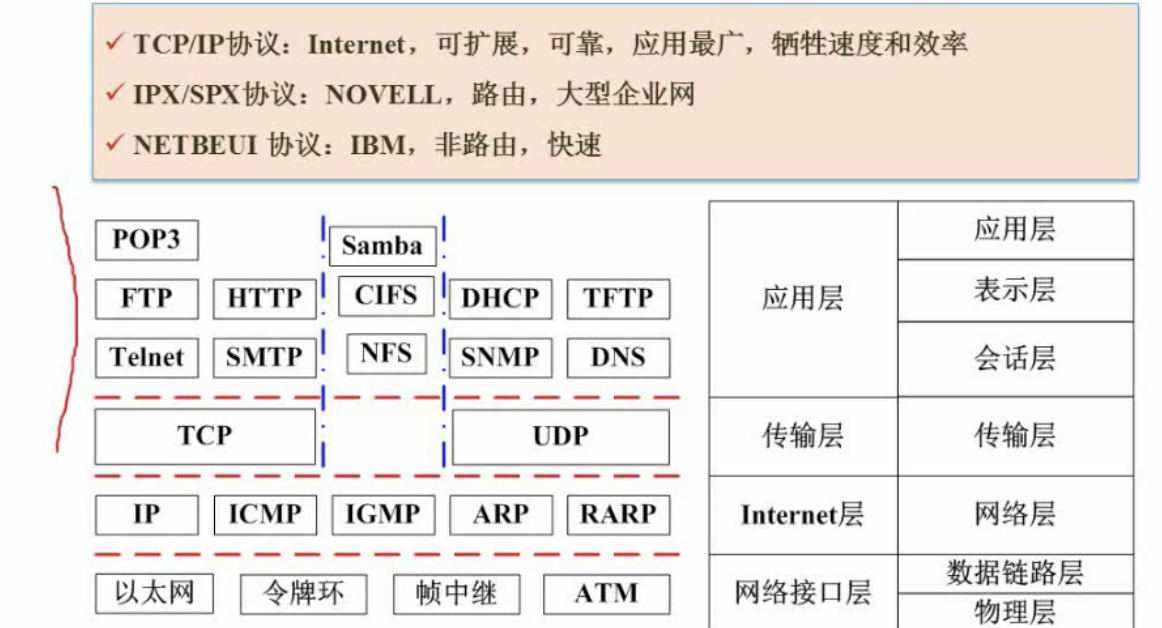 ✓ TCP/IP协议：Internet，可扩展，可靠，应用最广，牺牲速度和效率
✓ IPX/SPX协议：NOVELL，路由，大型企业网
✓ NETBEUI 协议：IBM，非路由，快速
POP3 Samba
FTP HTTP CIFS DHCP TFTP
Telnet SMTP NFS SNMP DNS
TCP UDP
IP ICMP IGMP ARP RARP
以太网 令牌环 帧中继 ATM
应用层 应用层
表示层
会话层
传输层 传输层
Internet层 网络层
网络接口层 数据链路层
物理层